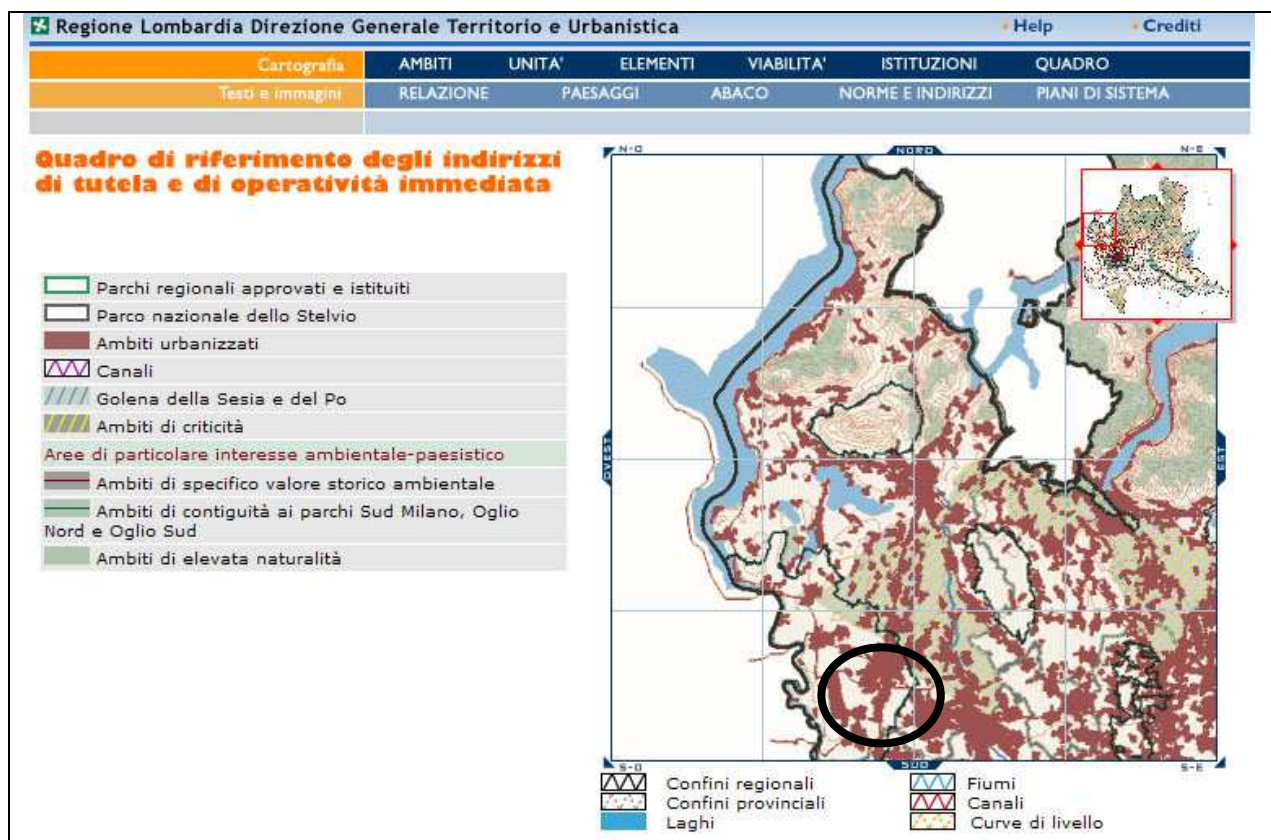 Regione Lombardia Direzione Generale Territorio e Urbanistica
Help
Crediti
Cartografia AMBITI UNITA' ELEMENTI VIABILITA' ISTITUZIONI QUADRO
Testi e immagini RELAZIONE PAESAGGI ABACO NORME E INDIRIZZI PIANI DI SISTEMA
Quadro di riferimento degli indirizzi
di tutela e di operatività immediata
Parchi regionali approvati e istituiti
Parco nazionale dello Stelvio
Ambiti urbanizzati
Canali
Golena della Sesia e del Po
Ambiti di criticità
Aree di particolare interesse ambientale-paesistico
Ambiti di specifico valore storico ambientale
Ambiti di contiguità ai parchi Sud Milano, Oglio
Nord e Oglio Sud
Ambiti di elevata naturalità
N-O
NORD
N-E
OVEST
EST
S-O
SUD
S-E
Confini regionali
Confini provinciali
Laghi
Fiumi
Canali
Curve di livello